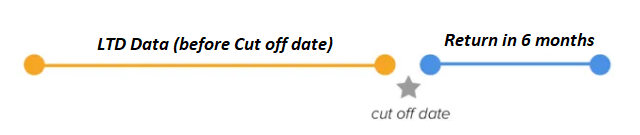 LTD Data (before Cut off date)
Return in 6 months
cut off date